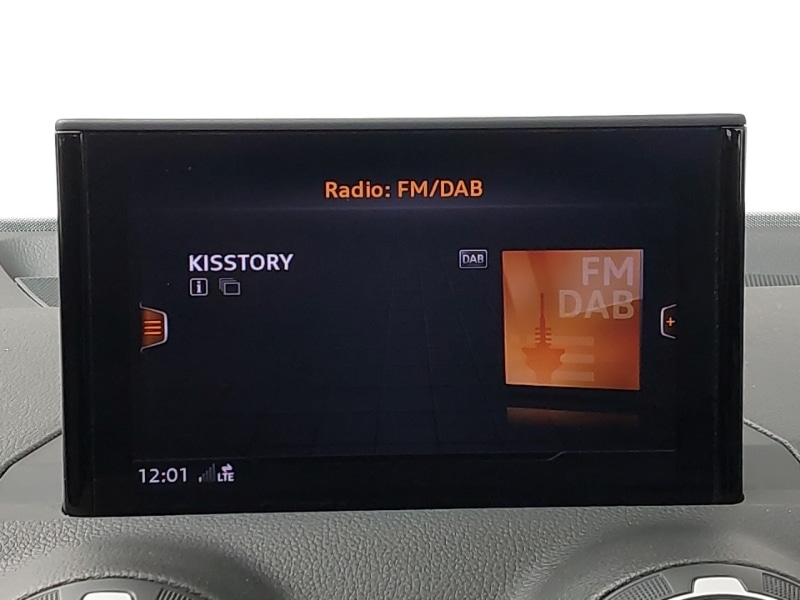 Radio: FM/DAB
KISSTORY
DAB
FM
DAB
12:01 LTE